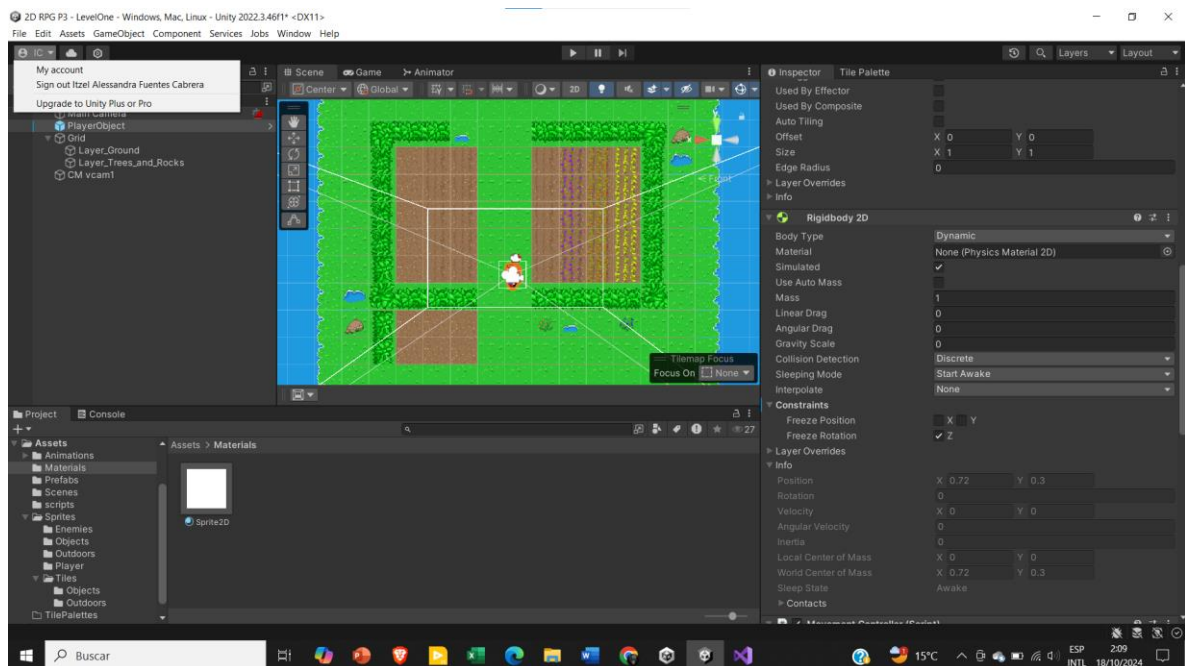 2D RPG P3 - LevelOne - Windows, Mac, Linux - Unity 2022.3.46f1* <DX11>
File Edit Assets GameObject Component Services Jobs Window Help
IC
Layers Layout
My account
Sign out Itzel Alessandra Fuentes Cabrera
Upgrade to Unity Plus or Pro
Main Camera
PlayerObject
Grid
Layer_Ground
Layer_Trees_and_Rocks
CM vcam1
Scene Game Animator
Center Global 2D
Tilemap Focus
Focus On None
Inspector Tile Palette
Used By Effector
Used By Composite
Auto Tiling
Offset X 0 Y 0
Size X 1 Y 1
Edge Radius 0
Layer Overrides
Info
Rigidbody 2D
Body Type Dynamic
Material None (Physics Material 2D)
Simulated
Use Auto Mass
Mass 1
Linear Drag 0
Angular Drag 0
Gravity Scale 0
Collision Detection Discrete
Sleeping Mode Start Awake
Interpolate None
Constraints
Freeze Position X Y
Freeze Rotation Z
Layer Overrides
Info
Position X 0.72 Y 0.3
Rotation 0
Velocity X 0 Y 0
Angular Velocity 0
Inertia 0
Local Center of Mass X 0 Y 0
World Center of Mass X 0.72 Y 0.3
Sleep State Awake
Contacts
Movement Controller (Script)
Project Console
27
Assets
Animations
Materials
Prefabs
Scenes
scripts
Sprites
Enemies
Objects
Outdoors
Player
Tiles
Objects
Outdoors
TilePalettes
Assets > Materials
Sprite2D
Buscar
15°C
ESP
INTL
2:09
18/10/2024